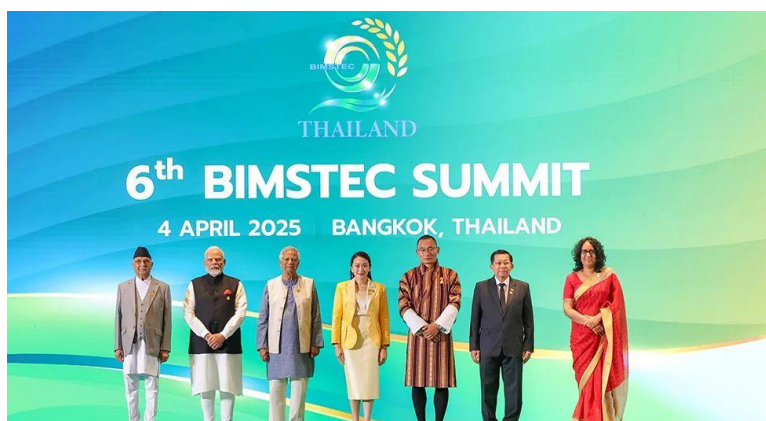 BIMSTEC
THAILAND
6th BIMSTEC SUMMIT
4 APRIL 2025 BANGKOK, THAILAND